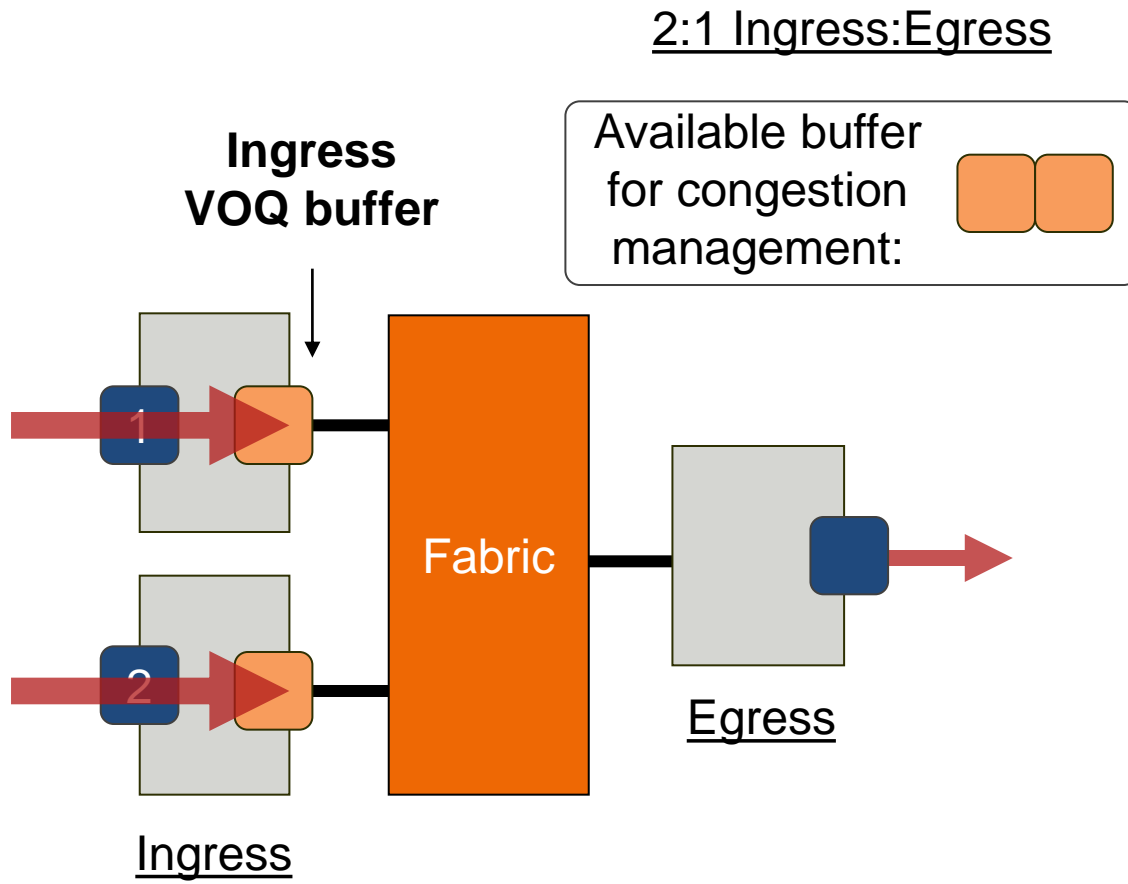 2:1 Ingress:Egress
Available buffer
for congestion
management:
Ingress
VOQ buffer
1
2
Fabric
Ingress
Egress